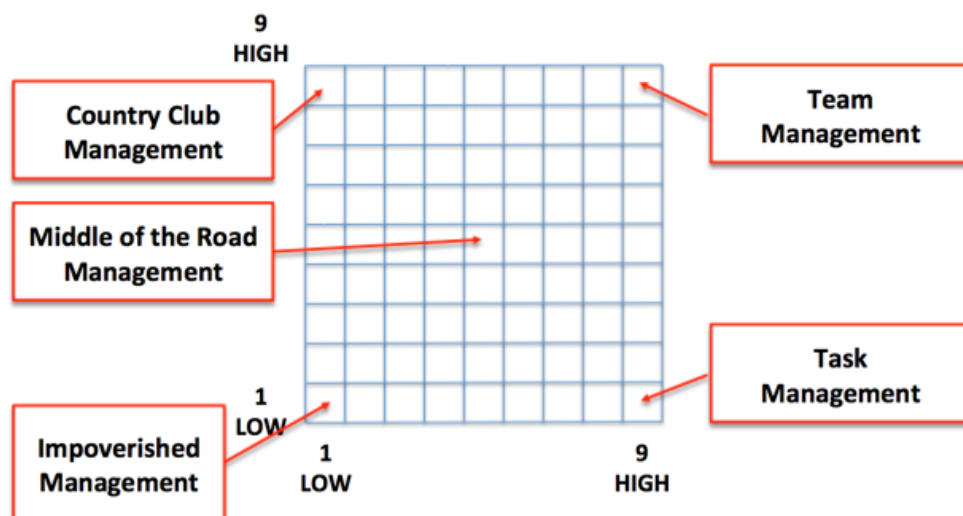 9
HIGH
Country Club
Management
Team
Management
Middle of the Road
Management
Task
Management
1
LOW
Impoverished
Management
1
LOW
9
HIGH